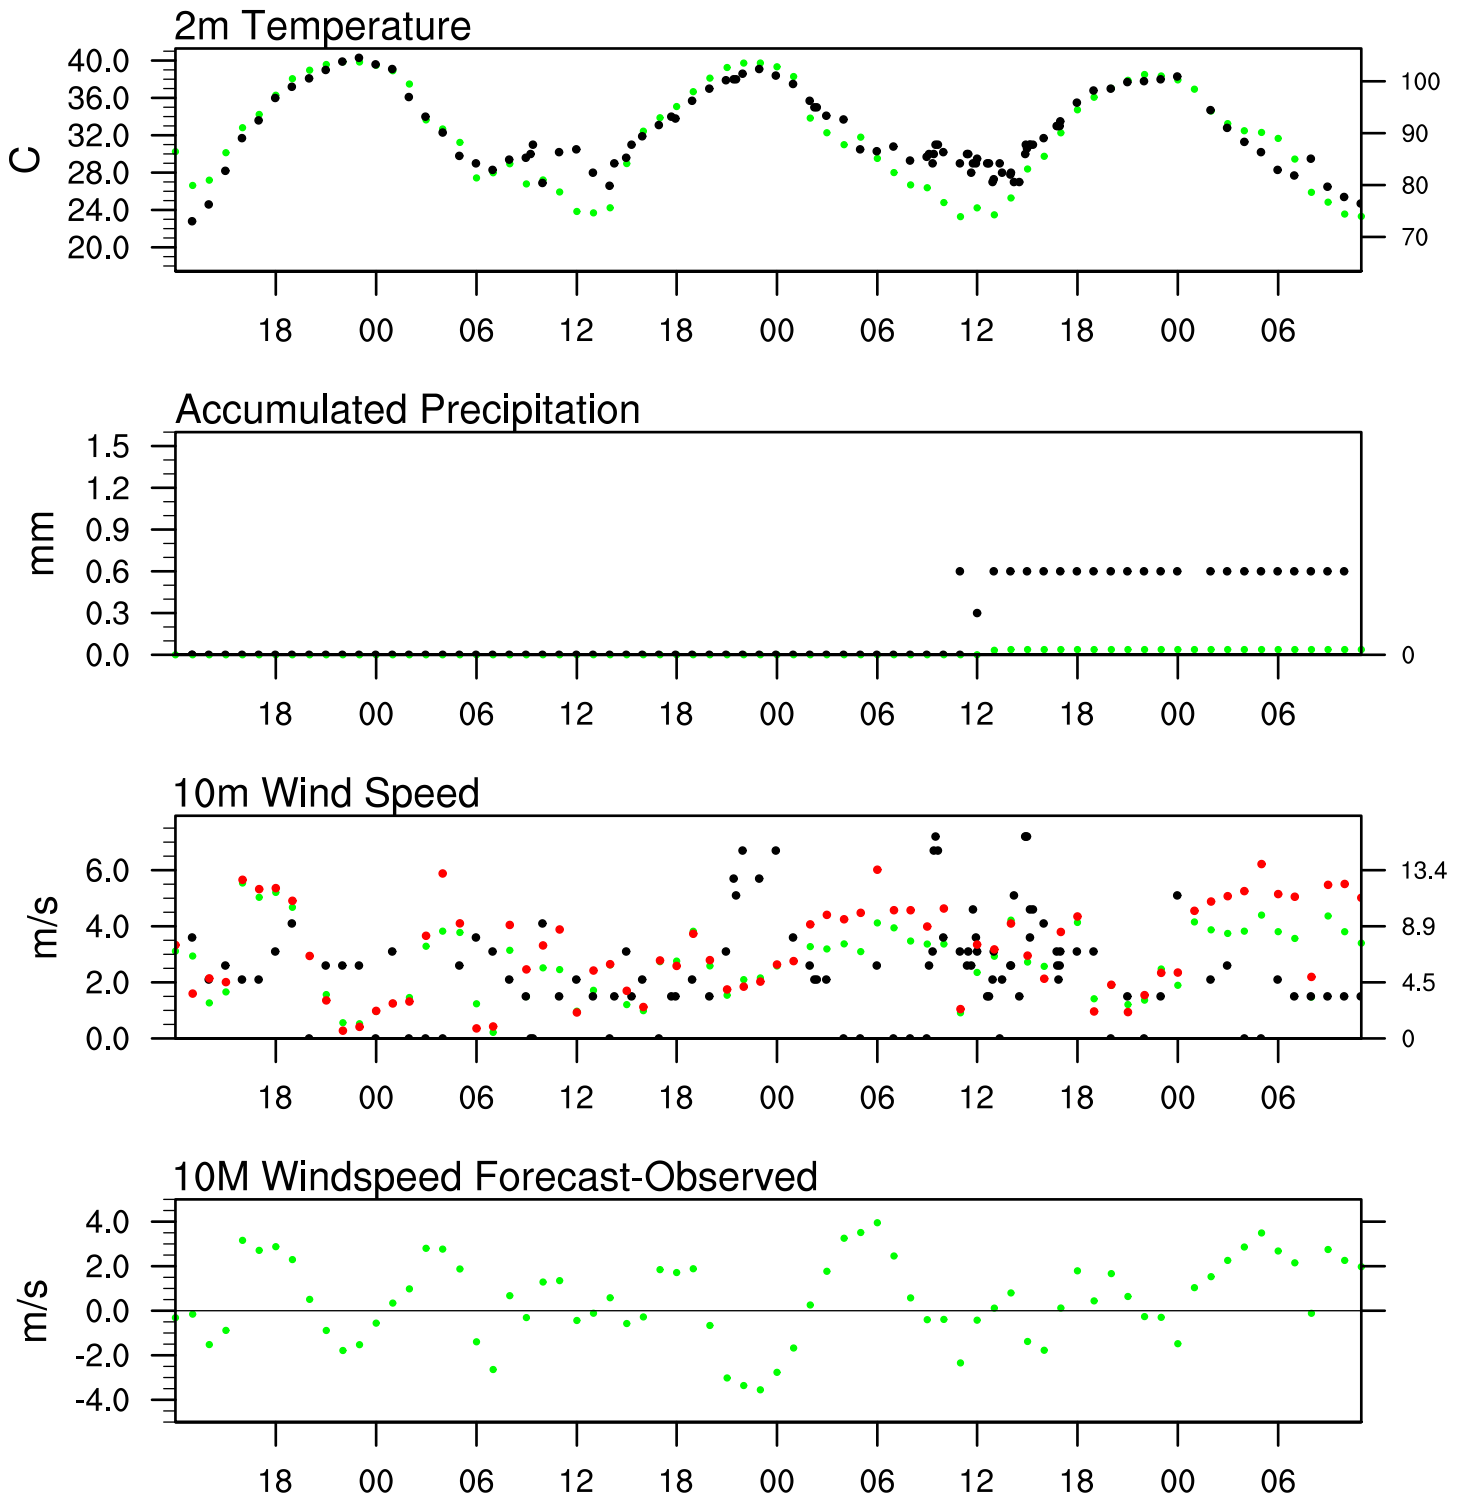 2m Temperature
40.0
36.0
32.0
28.0
24.0
20.0
C
100
90
80
70
18 00 06 12 18 00 06 12 18 00 06
Accumulated Precipitation
1.5
1.2
0.9
0.6
0.3
0.0
mm
0
18 00 06 12 18 00 06 12 18 00 06
10m Wind Speed
6.0
4.0
2.0
0.0
m/s
13.4
8.9
4.5
0
18 00 06 12 18 00 06 12 18 00 06
10M Windspeed Forecast-Observed
4.0
2.0
0.0
-2.0
-4.0
m/s
18 00 06 12 18 00 06 12 18 00 06